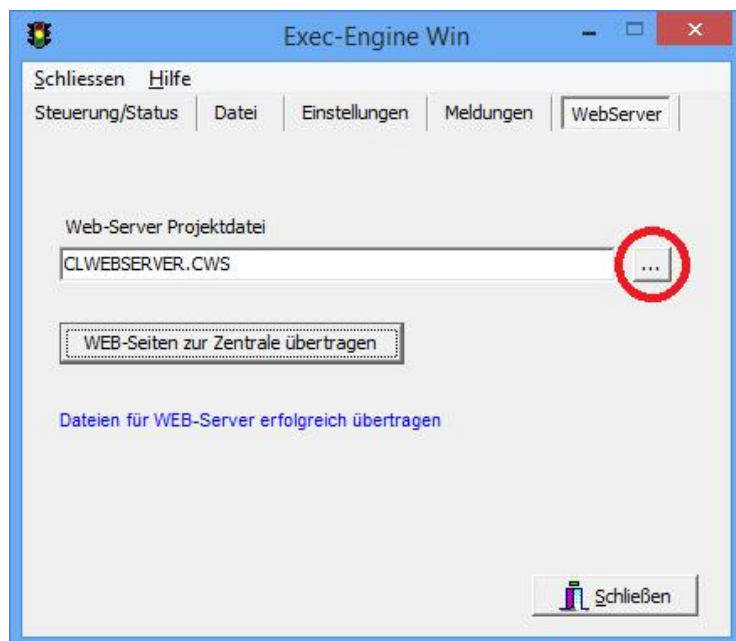 Exec-Engine Win
Schliessen Hilfe
Steuerung/Status Datei Einstellungen Meldungen WebServer
Web-Server Projektdatei
CLWEBSERVER.CWS ...
WEB-Seiten zur Zentrale übertragen
Dateien für WEB-Server erfolgreich übertragen
Schließen